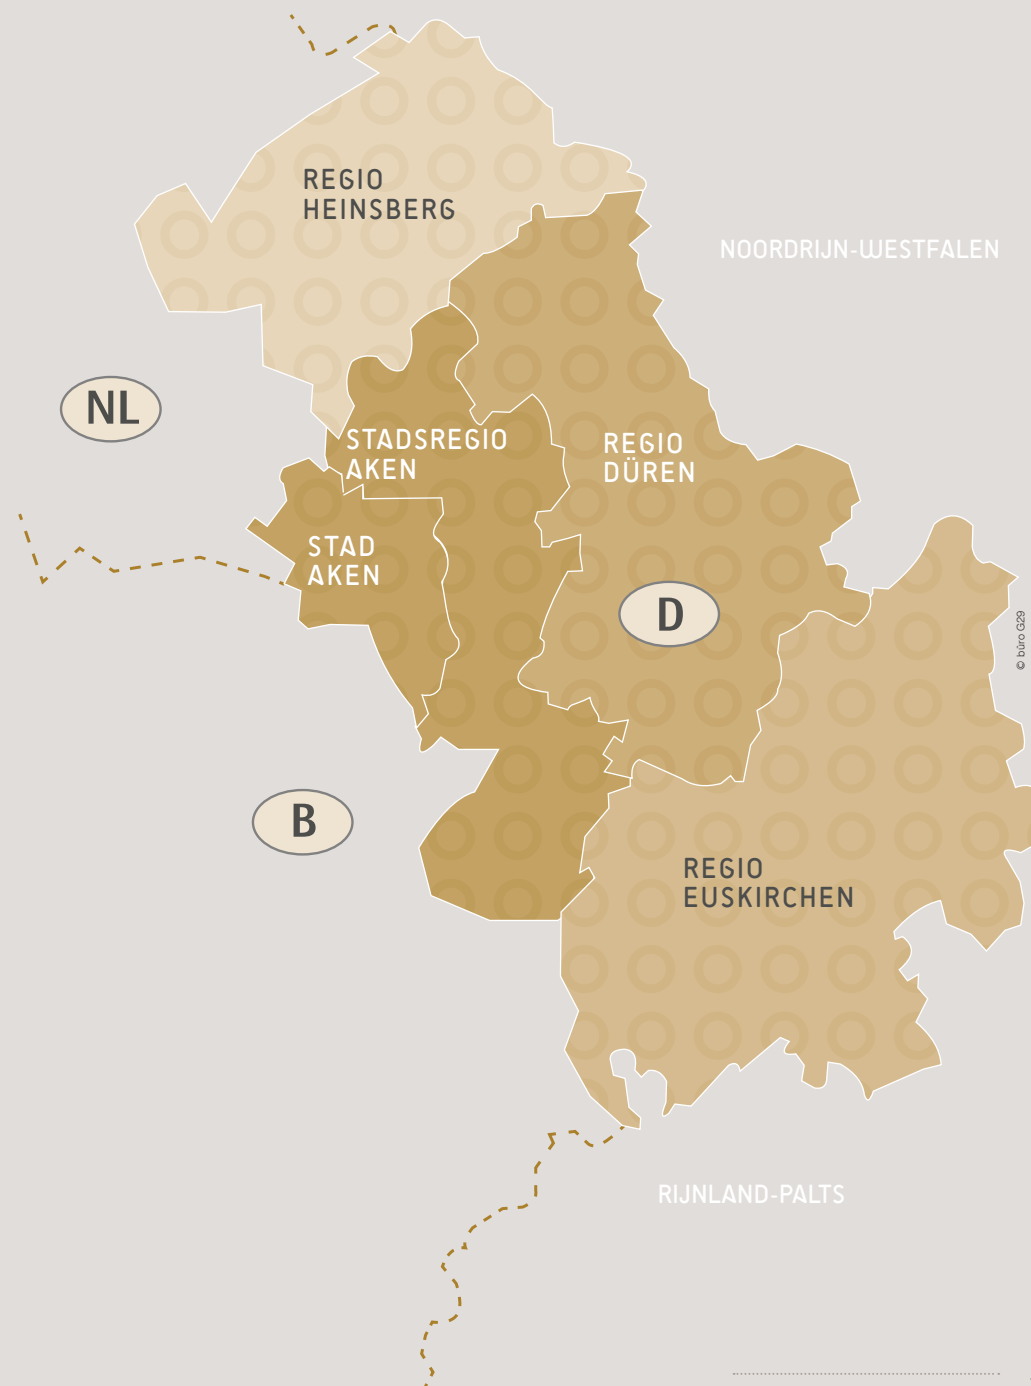 REGIO
HEINSBERG
NOORDRIJN-WESTFALEN
NL
STADSREGIO
AKEN
REGIO
DÜREN
STAD
AKEN
D
© büro G29
B
REGIO
EUSKIRCHEN
RIJNLAND-PALTS